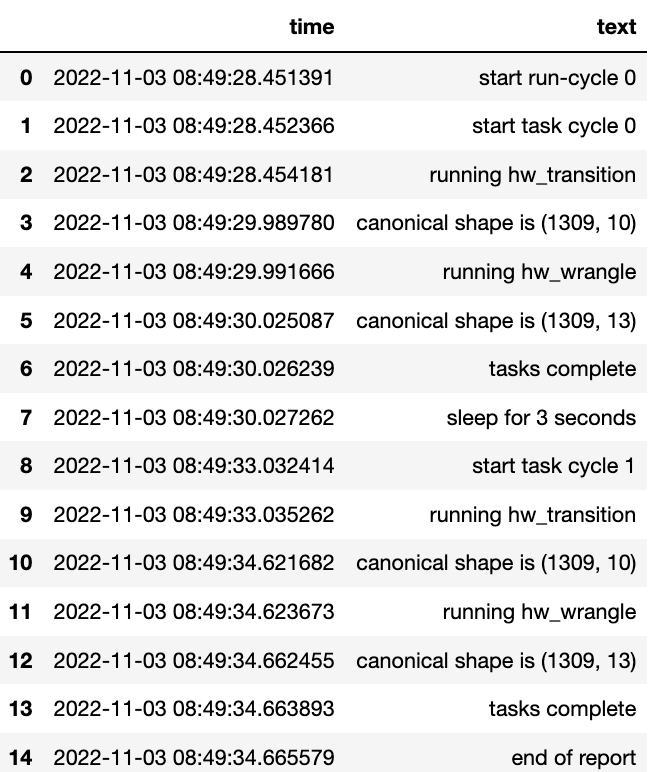 time text
0 2022-11-03 08:49:28.451391 start run-cycle 0
1 2022-11-03 08:49:28.452366 start task cycle 0
2 2022-11-03 08:49:28.454181 running hw_transition
3 2022-11-03 08:49:29.989780 canonical shape is (1309, 10)
4 2022-11-03 08:49:29.991666 running hw_wrangle
5 2022-11-03 08:49:30.025087 canonical shape is (1309, 13)
6 2022-11-03 08:49:30.026239 tasks complete
7 2022-11-03 08:49:30.027262 sleep for 3 seconds
8 2022-11-03 08:49:33.032414 start task cycle 1
9 2022-11-03 08:49:33.035262 running hw_transition
10 2022-11-03 08:49:34.621682 canonical shape is (1309, 10)
11 2022-11-03 08:49:34.623673 running hw_wrangle
12 2022-11-03 08:49:34.662455 canonical shape is (1309, 13)
13 2022-11-03 08:49:34.663893 tasks complete
14 2022-11-03 08:49:34.665579 end of report